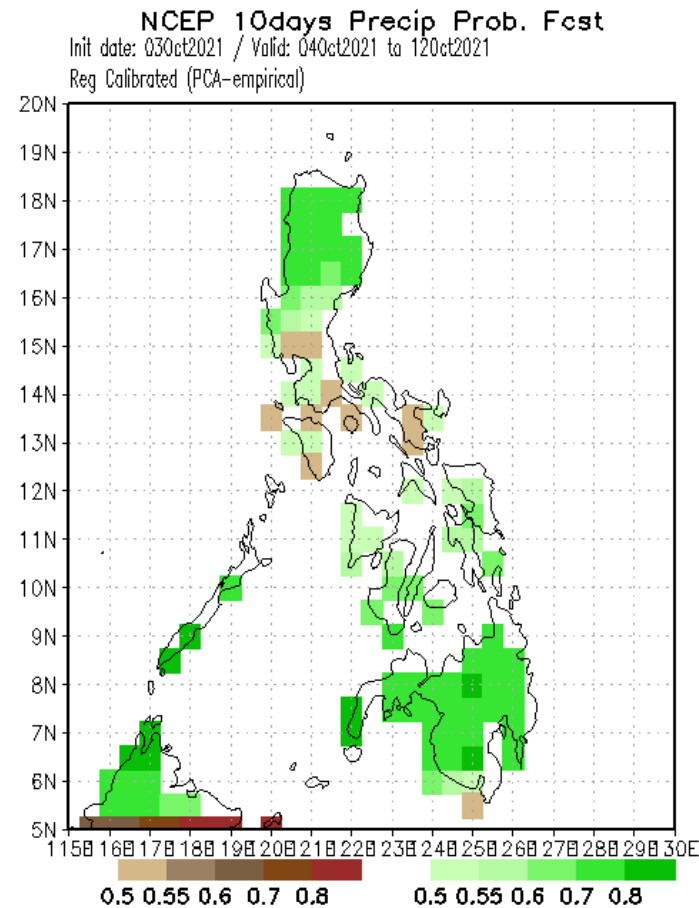 NCEP 10days Precip Prob. Fcst
Init date: 03Oct2021 / Valid: 04Oct2021 to 12Oct2021
Reg Calibrated (PCA-empirical)
20N
19N
18N
17N
16N
15N
14N
13N
12N
11N
10N
9N
8N
7N
6N
5N
115E 116E 117E 118E 119E 120E 121E 122E 123E 124E 125E 126E 127E 128E 129E 130E
0.5 0.55 0.6 0.7 0.8 0.5 0.55 0.6 0.7 0.8